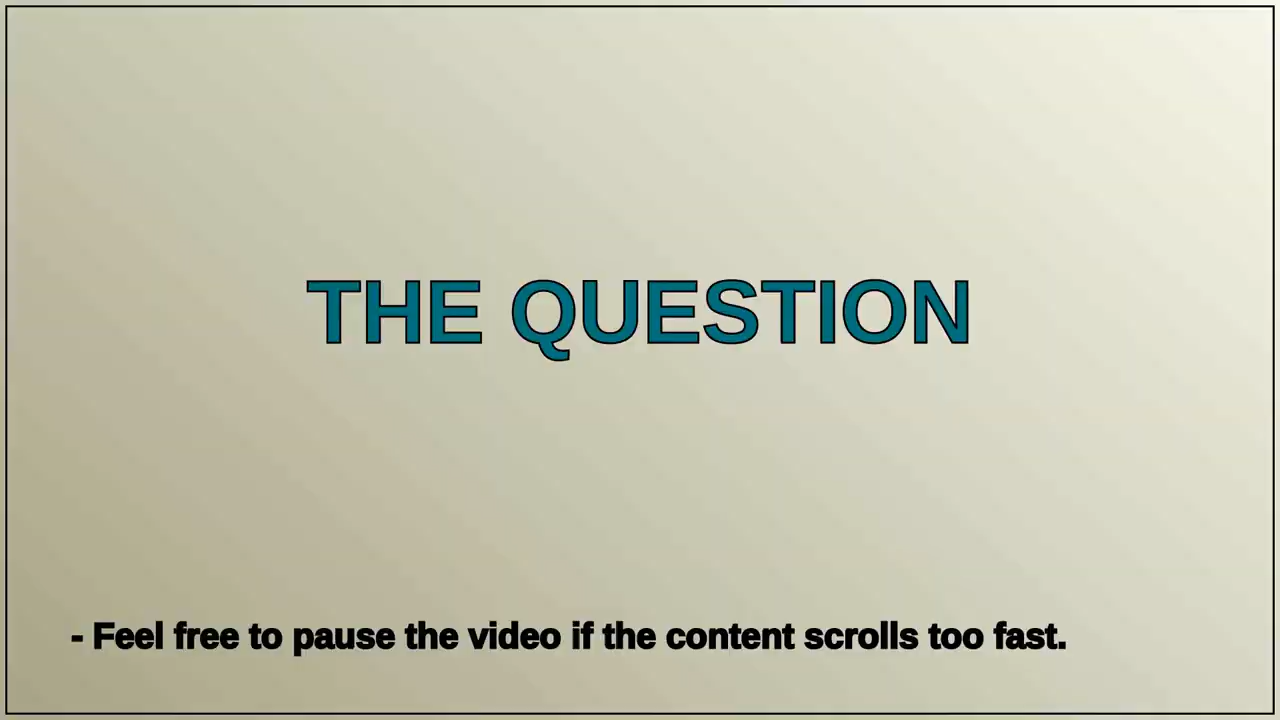 THE QUESTION
- Feel free to pause the video if the content scrolls too fast.